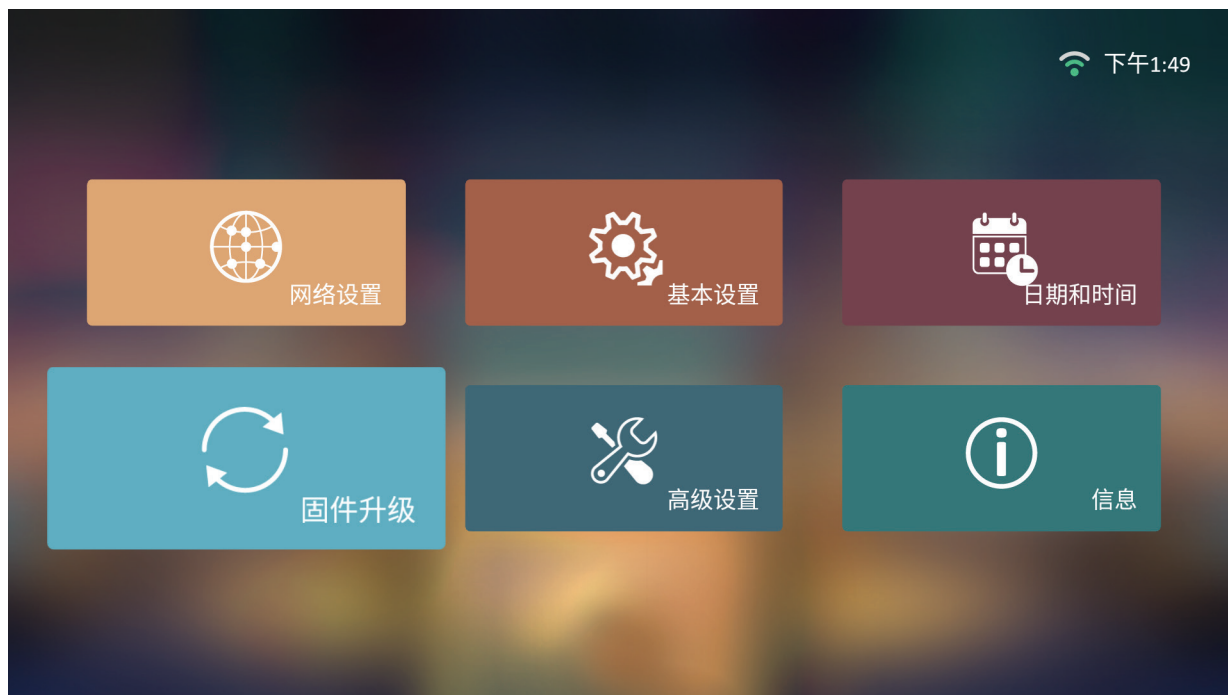 下午1:49
网络设置
基本设置
日期和时间
固件升级
高级设置
信息